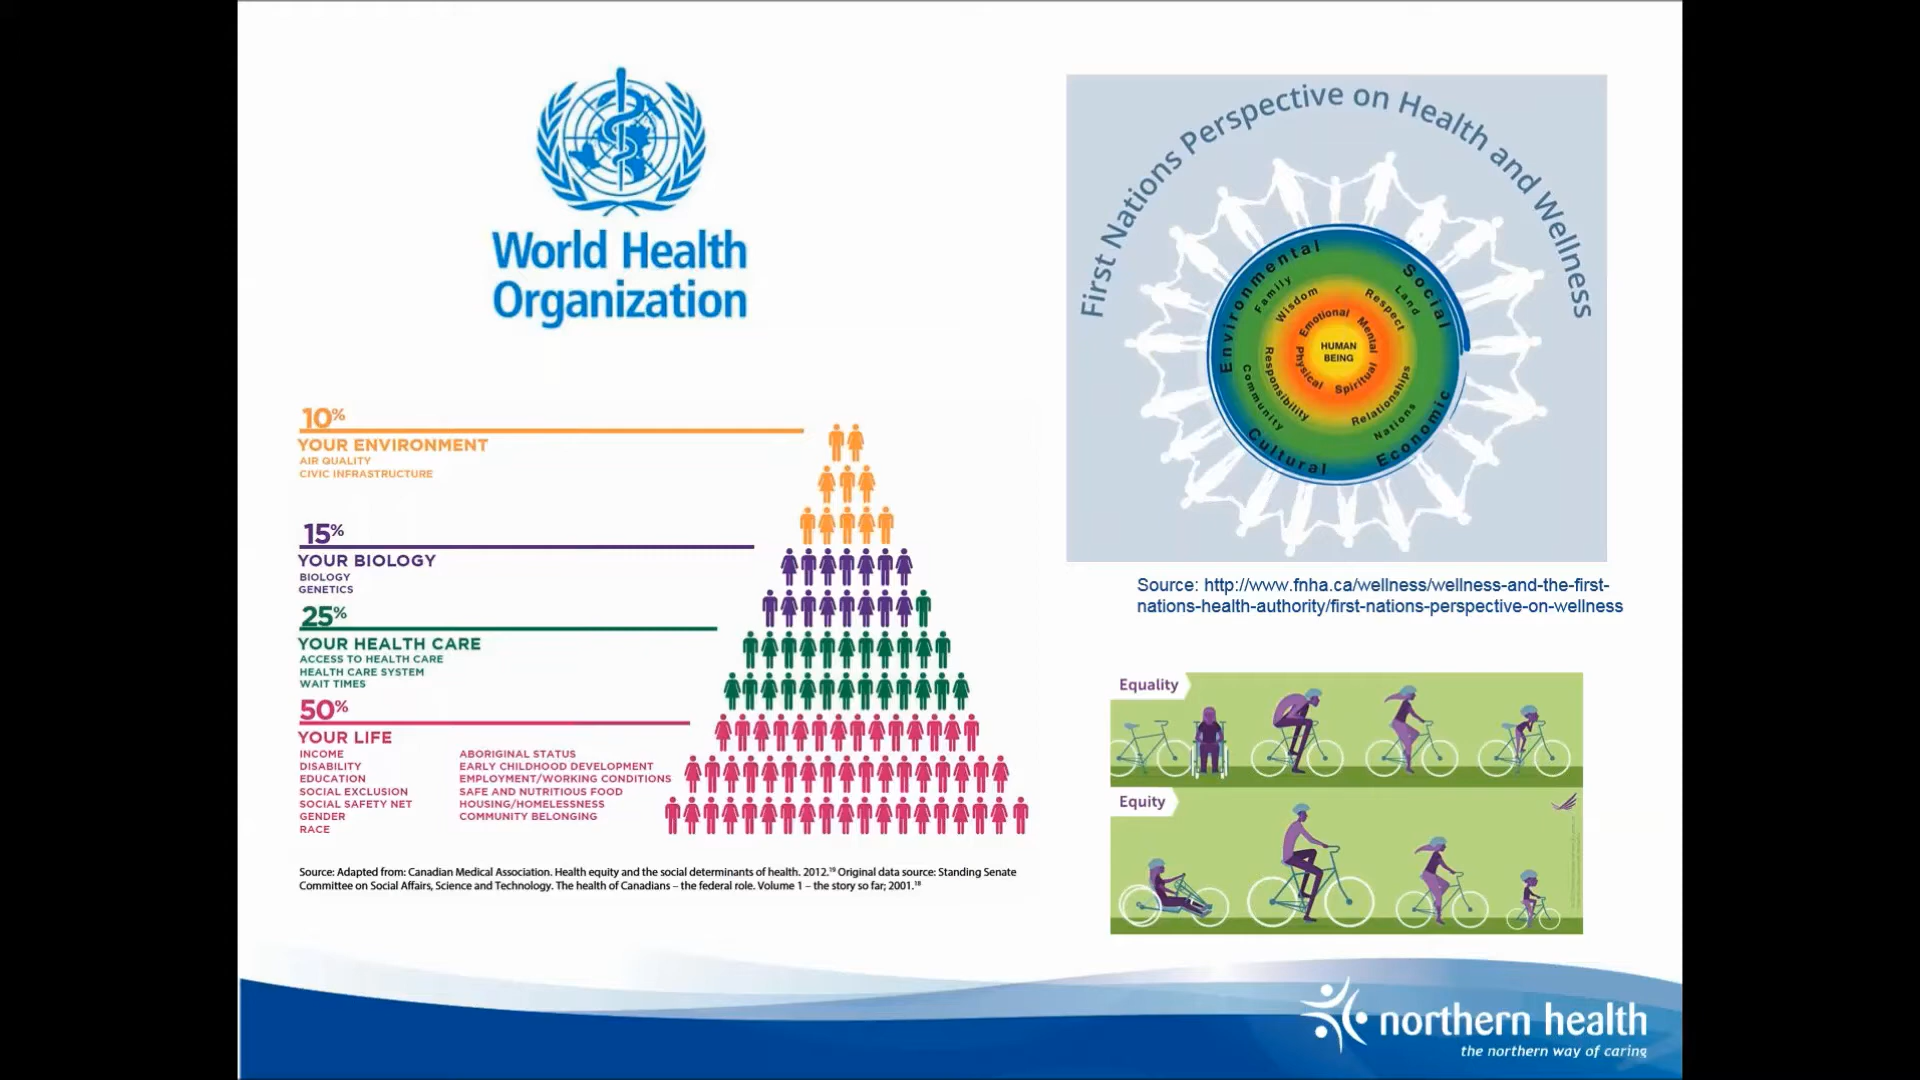 World Health
Organization
10%
YOUR ENVIRONMENT
AIR QUALITY
CIVIC INFRASTRUCTURE
15%
YOUR BIOLOGY
BIOLOGY
GENETICS
25%
YOUR HEALTH CARE
ACCESS TO HEALTH CARE
HEALTH CARE SYSTEM
WAIT TIMES
50%
YOUR LIFE
INCOME
DISABILITY
EDUCATION
SOCIAL EXCLUSION
SOCIAL SAFETY NET
GENDER
RACE
ABORIGINAL STATUS
EARLY CHILDHOOD DEVELOPMENT
EMPLOYMENT/WORKING CONDITIONS
SAFE AND NUTRITIOUS FOOD
HOUSING/HOMELESSNESS
COMMUNITY BELONGING
Source: Adapted from: Canadian Medical Association. Health equity and the social determinants of health. 2012.¹⁹ Original data source: Standing Senate
Committee on Social Affairs, Science and Technology. The health of Canadians – the federal role. Volume 1 – the story so far; 2001.¹⁸
First Nations Perspective on Health and Wellness
Environmental
Social
Economic
Cultural
Family
Land
Nations
Community
Wisdom
Respect
Relationships
Responsibility
Emotional
Mental
Spiritual
Physical
HUMAN
BEING
Source: http://www.fnha.ca/wellness/wellness-and-the-first-
nations-health-authority/first-nations-perspective-on-wellness
Equality
Equity
northern health
the northern way of caring